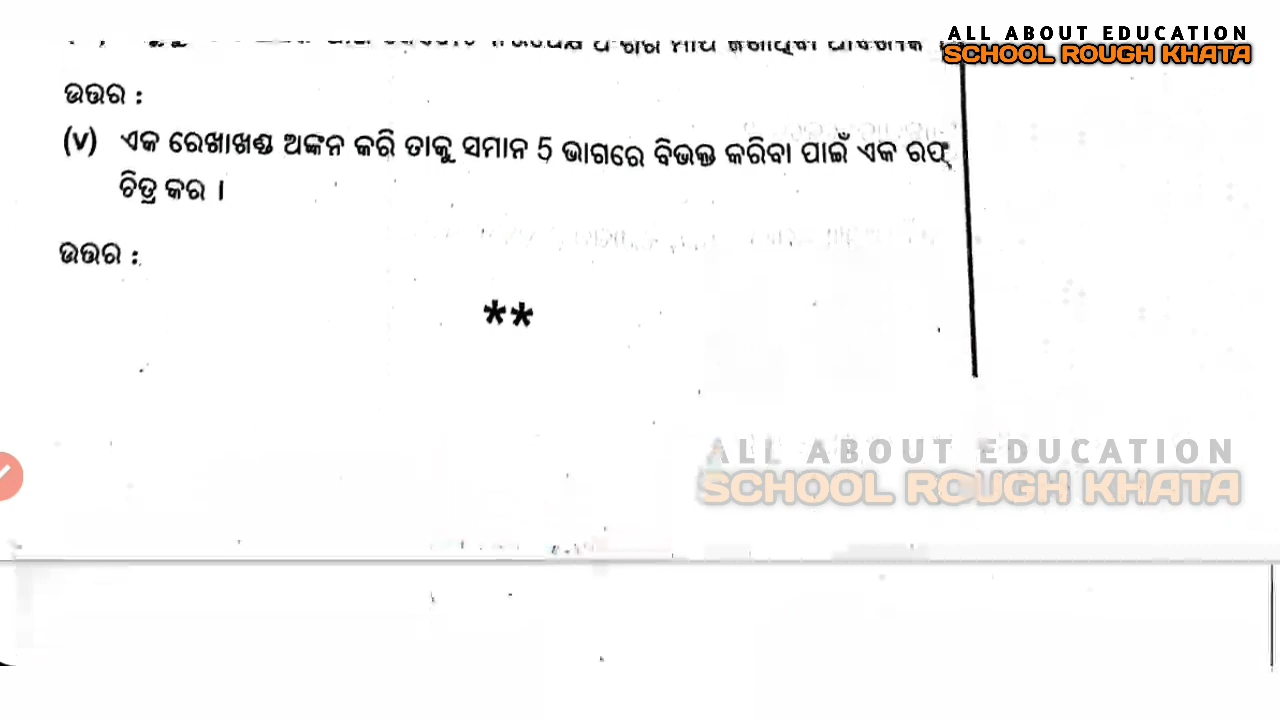 ALL ABOUT EDUCATION
SCHOOL ROUGH KHATA
ଉତ୍ତର :
(v) ଏକ ରେଖାଖଣ୍ଡ ଅଙ୍କନ କରି ତାକୁ ସମାନ 5 ଭାଗରେ ବିଭକ୍ତ କରିବା ପାଇଁ ଏକ ରଫ୍
ଚିତ୍ର କର ।
ଉତ୍ତର :
**
ALL ABOUT EDUCATION
SCHOOL ROUGH KHATA